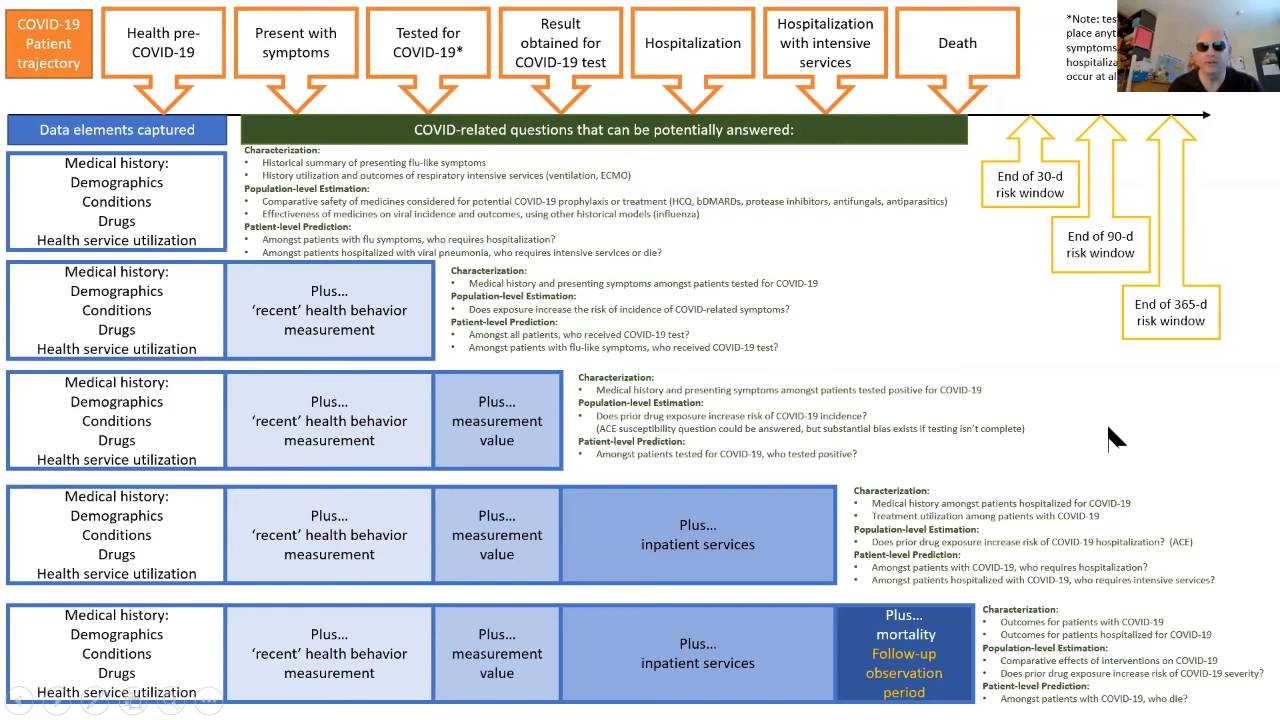 COVID-19
Patient
trajectory
Health pre-
COVID-19
Present with
symptoms
Tested for
COVID-19*
Result
obtained for
COVID-19 test
Hospitalization
Hospitalization
with intensive
services
Death
*Note: tes
place anyt
symptoms
hospitaliza
occur at al
Data elements captured
COVID-related questions that can be potentially answered:
End of 30-d
risk window
End of 90-d
risk window
End of 365-d
risk window
Medical history:
Demographics
Conditions
Drugs
Health service utilization
Characterization:
• Historical summary of presenting flu-like symptoms
• History utilization and outcomes of respiratory intensive services (ventilation, ECMO)
Population-level Estimation:
• Comparative safety of medicines considered for potential COVID-19 prophylaxis or treatment (HCQ, bDMARDs, protease inhibitors, antifungals, antiparasitics)
• Effectiveness of medicines on viral incidence and outcomes, using other historical models (influenza)
Patient-level Prediction:
• Amongst patients with flu symptoms, who requires hospitalization?
• Amongst patients hospitalized with viral pneumonia, who requires intensive services or die?
Medical history:
Demographics
Conditions
Drugs
Health service utilization
Plus…
‘recent’ health behavior
measurement
Characterization:
• Medical history and presenting symptoms amongst patients tested for COVID-19
Population-level Estimation:
• Does exposure increase the risk of incidence of COVID-related symptoms?
Patient-level Prediction:
• Amongst all patients, who received COVID-19 test?
• Amongst patients with flu-like symptoms, who received COVID-19 test?
Medical history:
Demographics
Conditions
Drugs
Health service utilization
Plus…
‘recent’ health behavior
measurement
Plus…
measurement
value
Characterization:
• Medical history and presenting symptoms amongst patients tested positive for COVID-19
Population-level Estimation:
• Does prior drug exposure increase risk of COVID-19 incidence?
(ACE susceptibility question could be answered, but substantial bias exists if testing isn’t complete)
Patient-level Prediction:
• Amongst patients tested for COVID-19, who tested positive?
Medical history:
Demographics
Conditions
Drugs
Health service utilization
Plus…
‘recent’ health behavior
measurement
Plus…
measurement
value
Plus…
inpatient services
Characterization:
• Medical history amongst patients hospitalized for COVID-19
• Treatment utilization among patients with COVID-19
Population-level Estimation:
• Does prior drug exposure increase risk of COVID-19 hospitalization? (ACE)
Patient-level Prediction:
• Amongst patients with COVID-19, who requires hospitalization?
• Amongst patients hospitalized with COVID-19, who requires intensive services?
Medical history:
Demographics
Conditions
Drugs
Health service utilization
Plus…
‘recent’ health behavior
measurement
Plus…
measurement
value
Plus…
inpatient services
Plus…
mortality
Follow-up
observation
period
Characterization:
• Outcomes for patients with COVID-19
• Outcomes for patients hospitalized for COVID-19
Population-level Estimation:
• Comparative effects of interventions on COVID-19
• Does prior drug exposure increase risk of COVID-19 severity?
Patient-level Prediction:
• Amongst patients with COVID-19, who die?